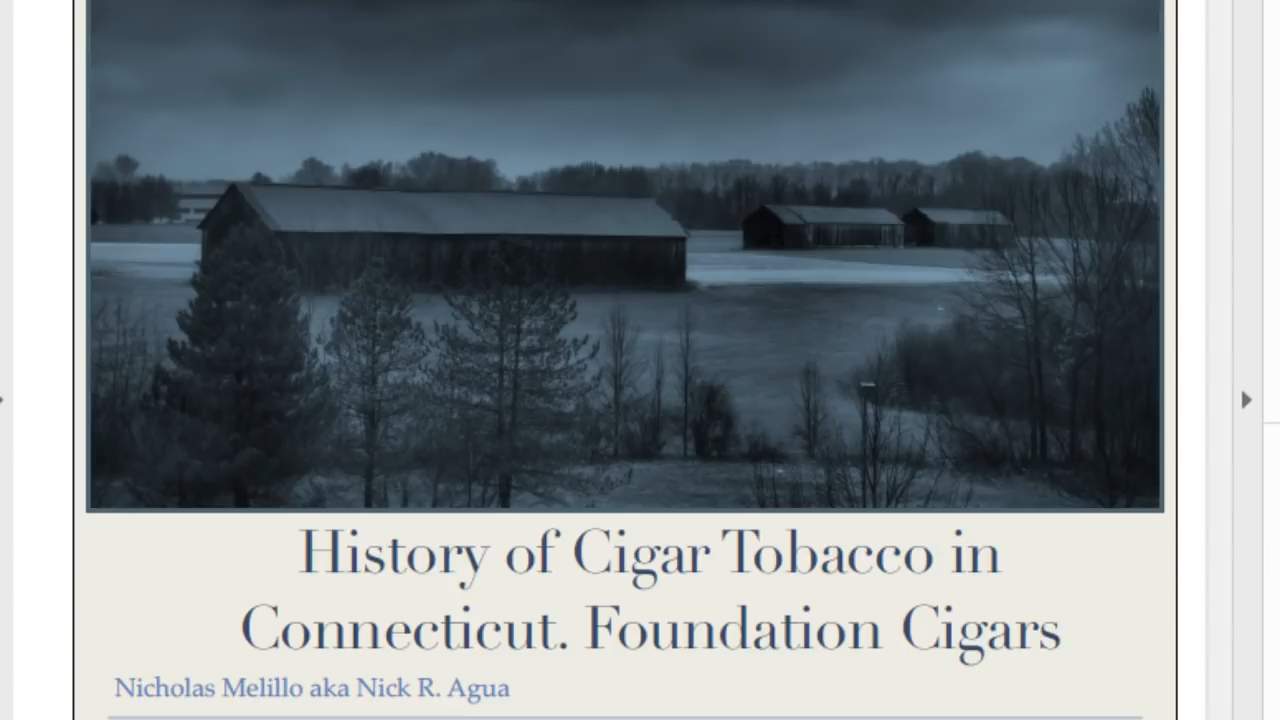 History of Cigar Tobacco in
Connecticut. Foundation Cigars
Nicholas Melillo aka Nick R. Agua